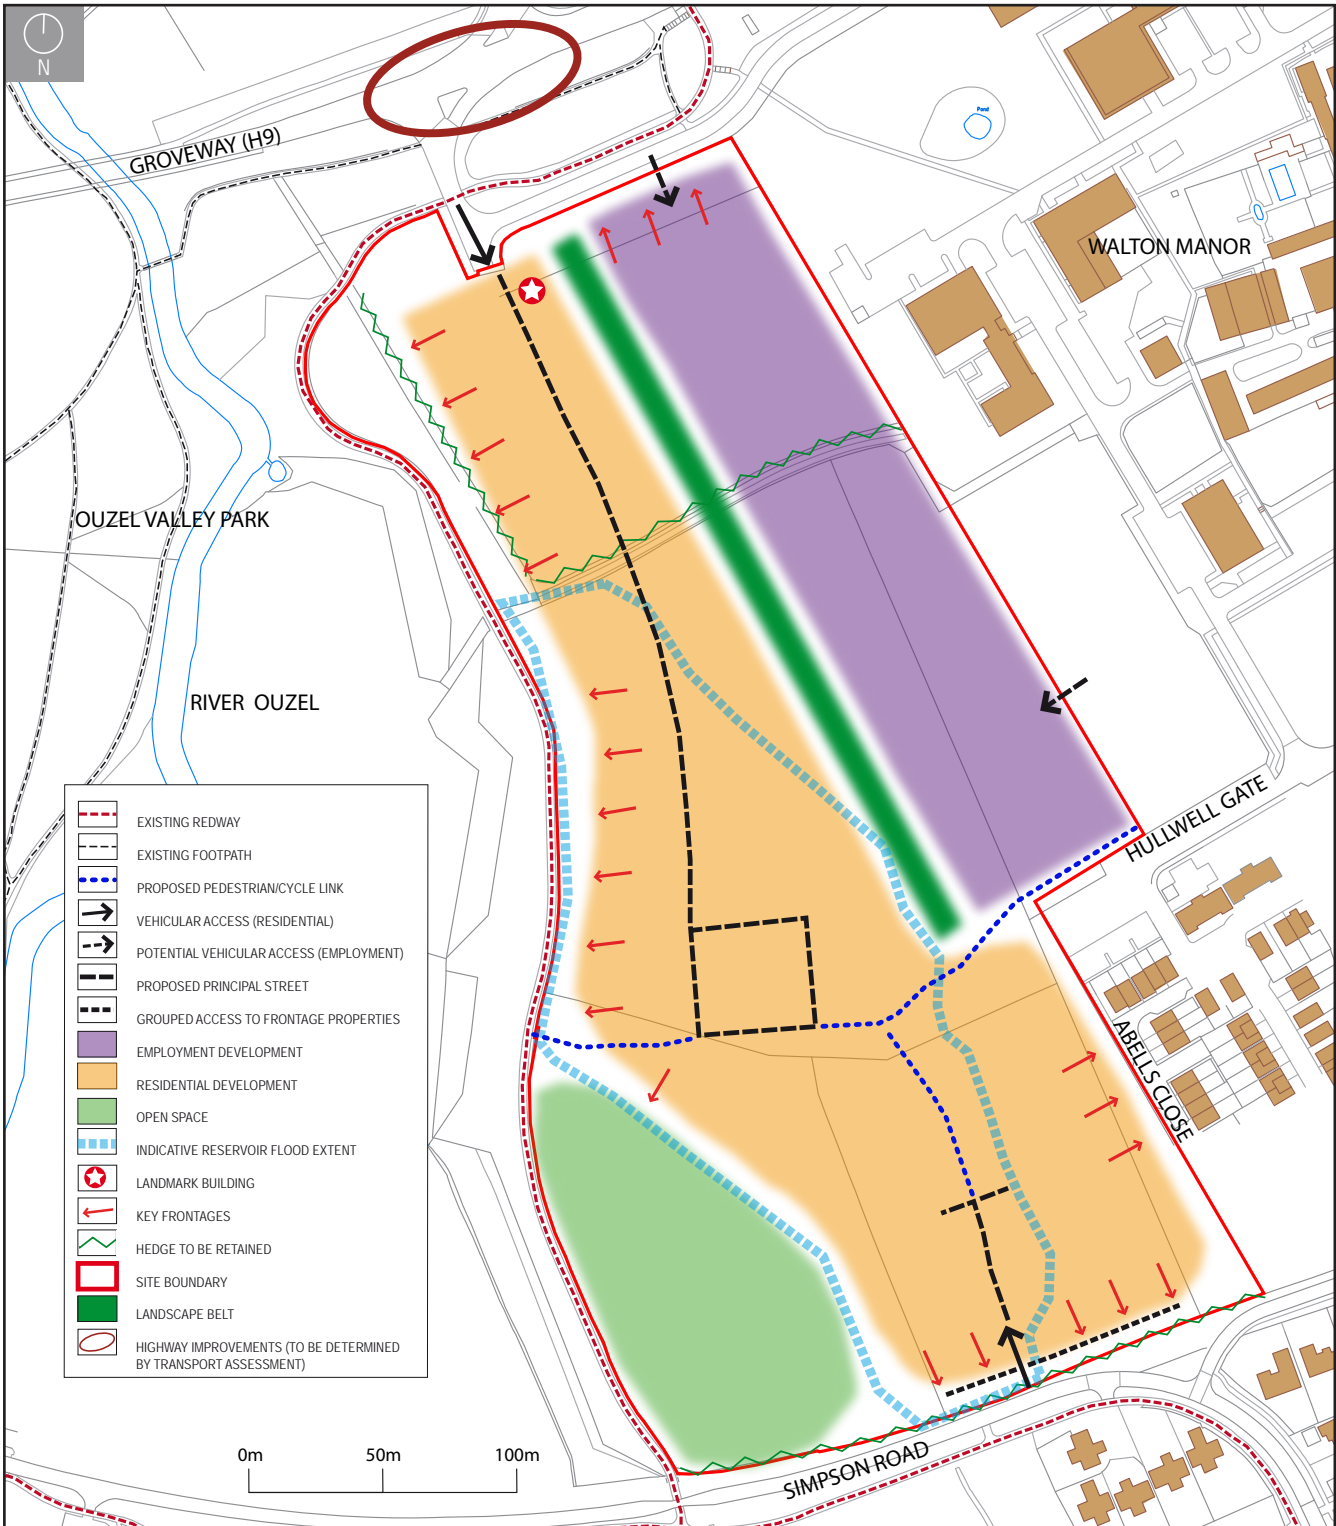 N
GROVEWAY (H9)
Pond
WALTON MANOR
OUZEL VALLEY PARK
RIVER OUZEL
HULLWELL GATE
ABELLS CLOSE
EXISTING REDWAY
EXISTING FOOTPATH
PROPOSED PEDESTRIAN/CYCLE LINK
VEHICULAR ACCESS (RESIDENTIAL)
POTENTIAL VEHICULAR ACCESS (EMPLOYMENT)
PROPOSED PRINCIPAL STREET
GROUPED ACCESS TO FRONTAGE PROPERTIES
EMPLOYMENT DEVELOPMENT
RESIDENTIAL DEVELOPMENT
OPEN SPACE
INDICATIVE RESERVOIR FLOOD EXTENT
LANDMARK BUILDING
KEY FRONTAGES
HEDGE TO BE RETAINED
SITE BOUNDARY
LANDSCAPE BELT
HIGHWAY IMPROVEMENTS (TO BE DETERMINED
BY TRANSPORT ASSESSMENT)
0m 50m 100m
SIMPSON ROAD